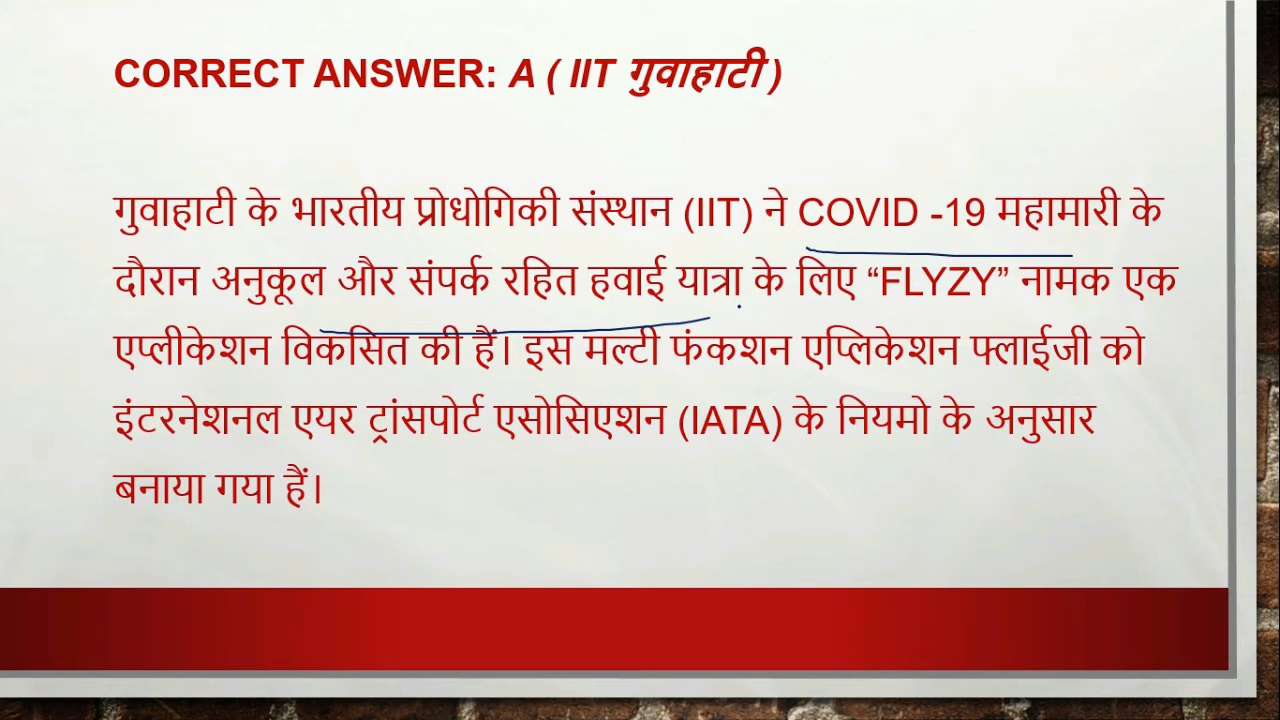 CORRECT ANSWER: A ( IIT गुवाहाटी )
गुवाहाटी के भारतीय प्रोधोगिकी संस्थान (IIT) ने COVID -19 महामारी के
दौरान अनुकूल और संपर्क रहित हवाई यात्रा के लिए “FLYZY” नामक एक
एप्लीकेशन विकसित की हैं। इस मल्टी फंकशन एप्लिकेशन फ्लाईजी को
इंटरनेशनल एयर ट्रांसपोर्ट एसोसिएशन (IATA) के नियमो के अनुसार
बनाया गया हैं।